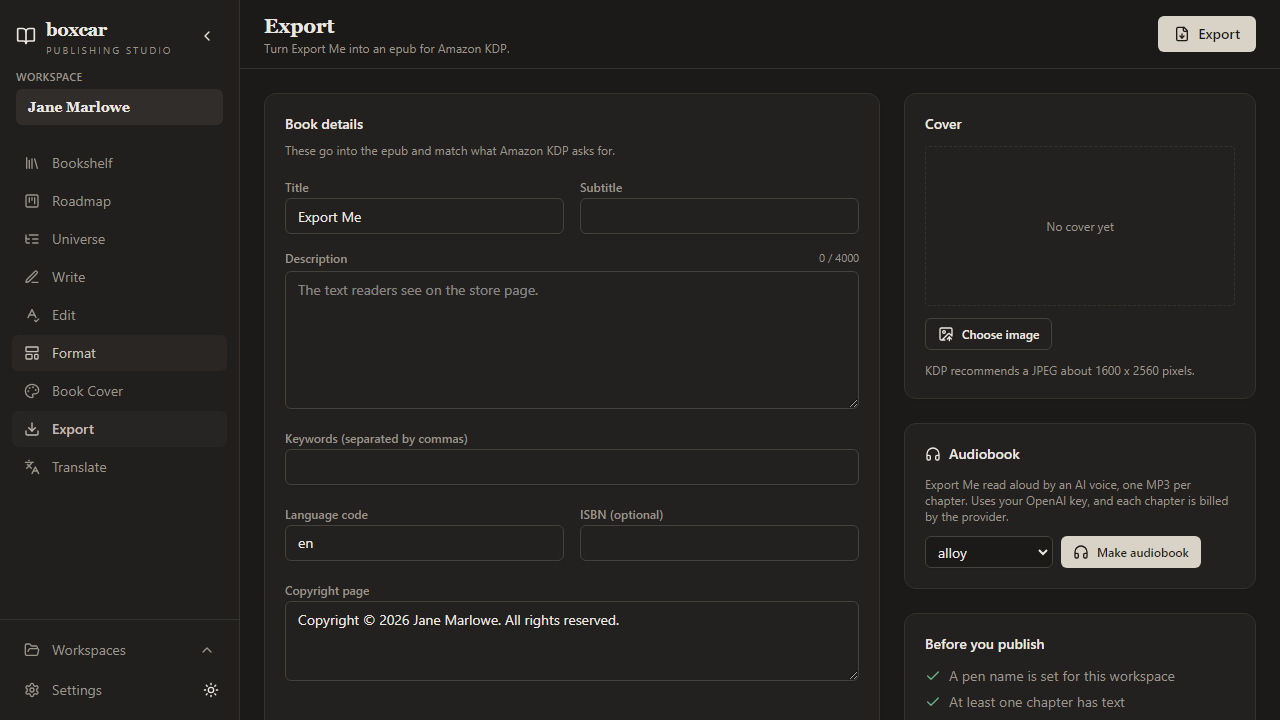 boxcar
PUBLISHING STUDIO
WORKSPACE
Jane Marlowe
Bookshelf
Roadmap
Universe
Write
Edit
Format
Book Cover
Export
Translate
Workspaces
Settings
Export
Turn Export Me into an epub for Amazon KDP.
Export
Book details
These go into the epub and match what Amazon KDP asks for.
Title
Subtitle
Export Me
Description
0 / 4000
The text readers see on the store page.
Keywords (separated by commas)
Language code
ISBN (optional)
en
Copyright page
Copyright © 2026 Jane Marlowe. All rights reserved.
Cover
No cover yet
Choose image
KDP recommends a JPEG about 1600 x 2560 pixels.
Audiobook
Export Me read aloud by an AI voice, one MP3 per
chapter. Uses your OpenAI key, and each chapter is billed
by the provider.
alloy
Make audiobook
Before you publish
A pen name is set for this workspace
At least one chapter has text